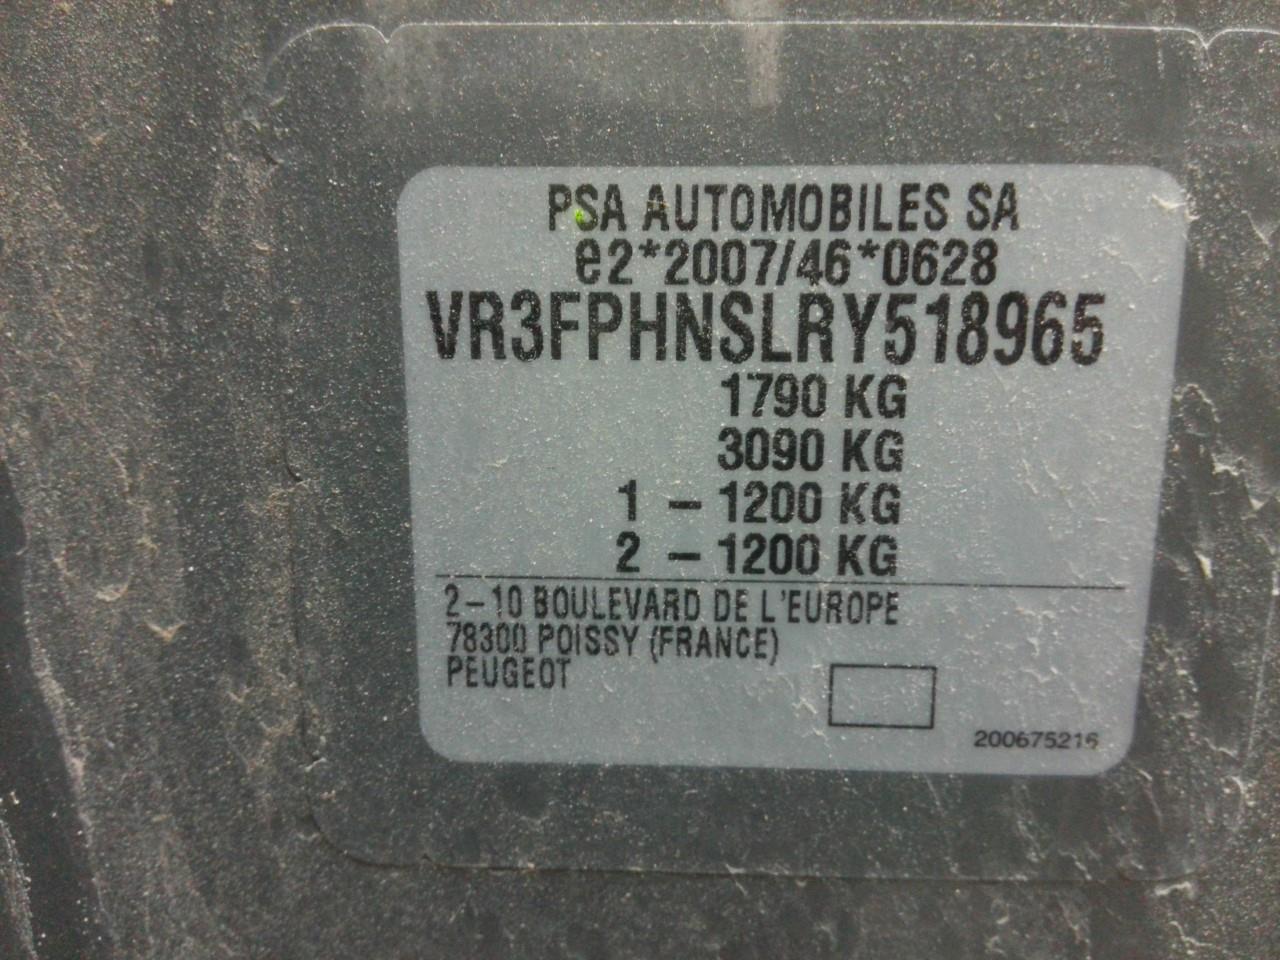 PSA AUTOMOBILES SA
e2*2007/46*0628
VR3FPHNSLRY518965
1790 KG
3090 KG
1 - 1200 KG
2 - 1200 KG
2-10 BOULEVARD DE L'EUROPE
78300 POISSY (FRANCE)
PEUGEOT
200675216